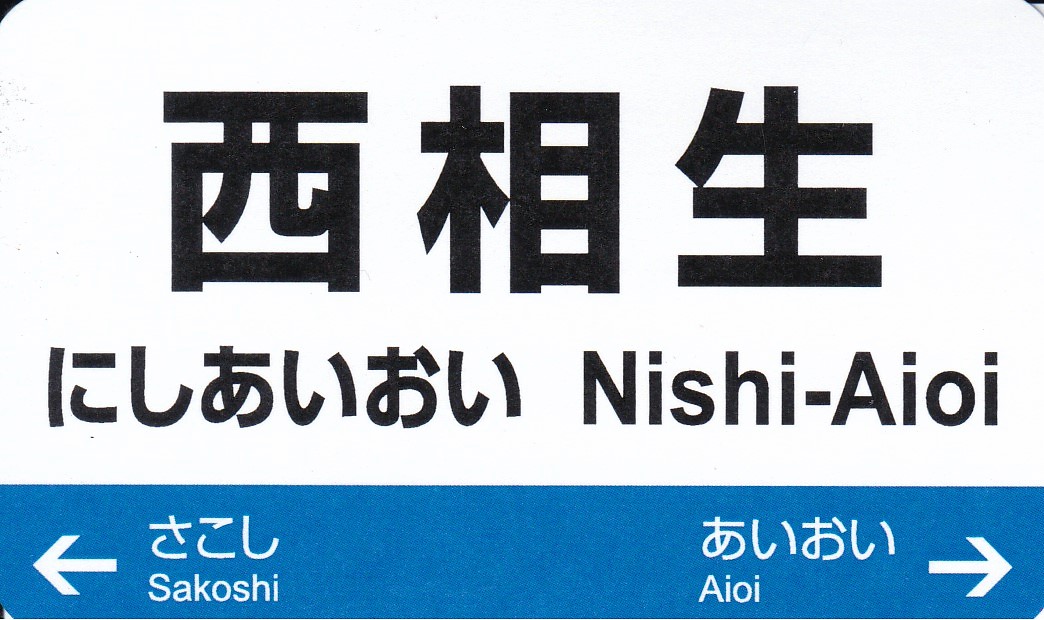 西相生
にしあいおい Nishi-Aioi
← さこし あいおい →
Sakoshi Aioi